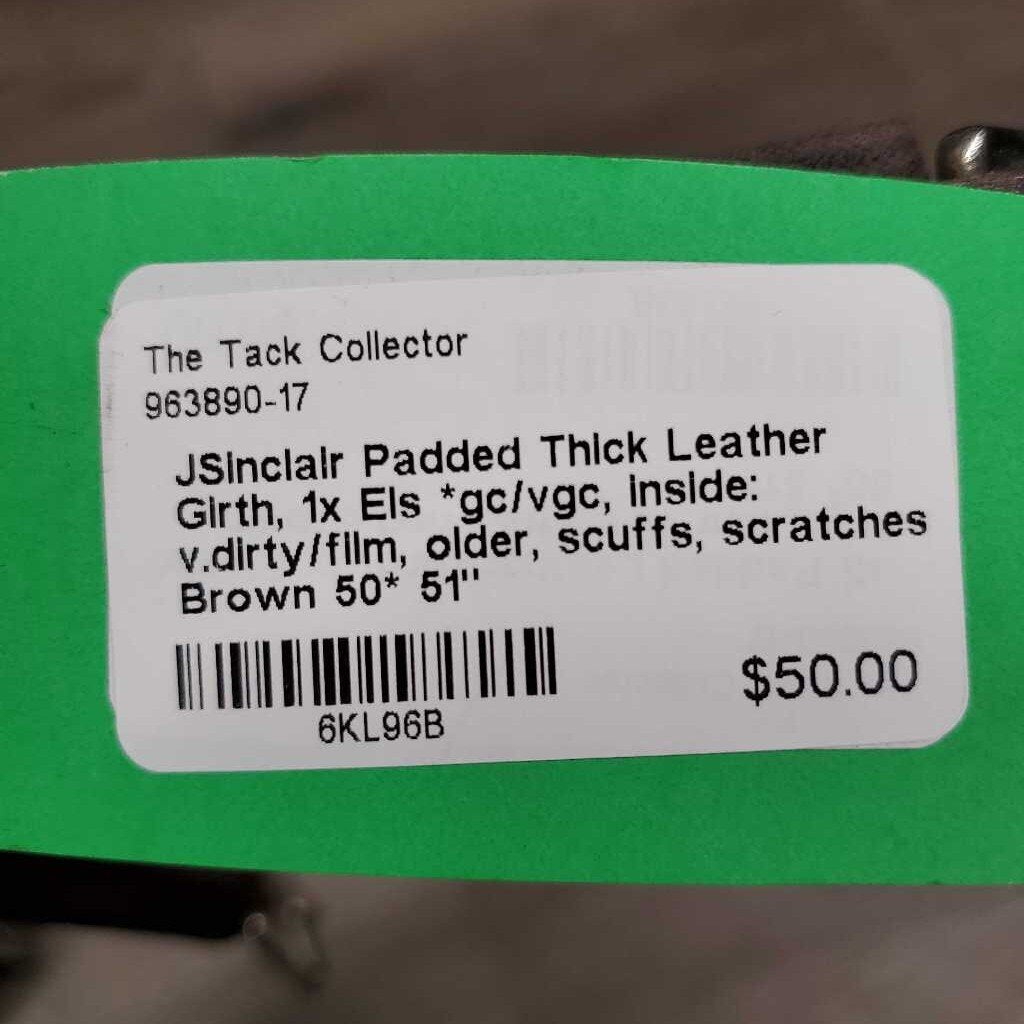 The Tack Collector
963890-17
JSinclair Padded Thick Leather
Girth, 1x Els *gc/vgc, inside:
v.dirty/film, older, scuffs, scratches
Brown 50* 51"
6KL96B
$50.00